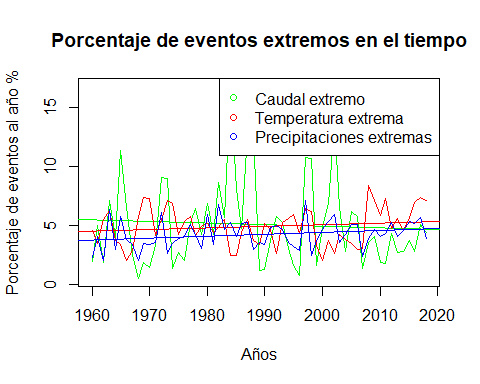 Porcentaje de eventos extremos en el tiempo
Porcentaje de eventos al año %
15
10
5
0
Caudal extremo
Temperatura extrema
Precipitaciones extremas
1960 1970 1980 1990 2000 2010 2020
Años